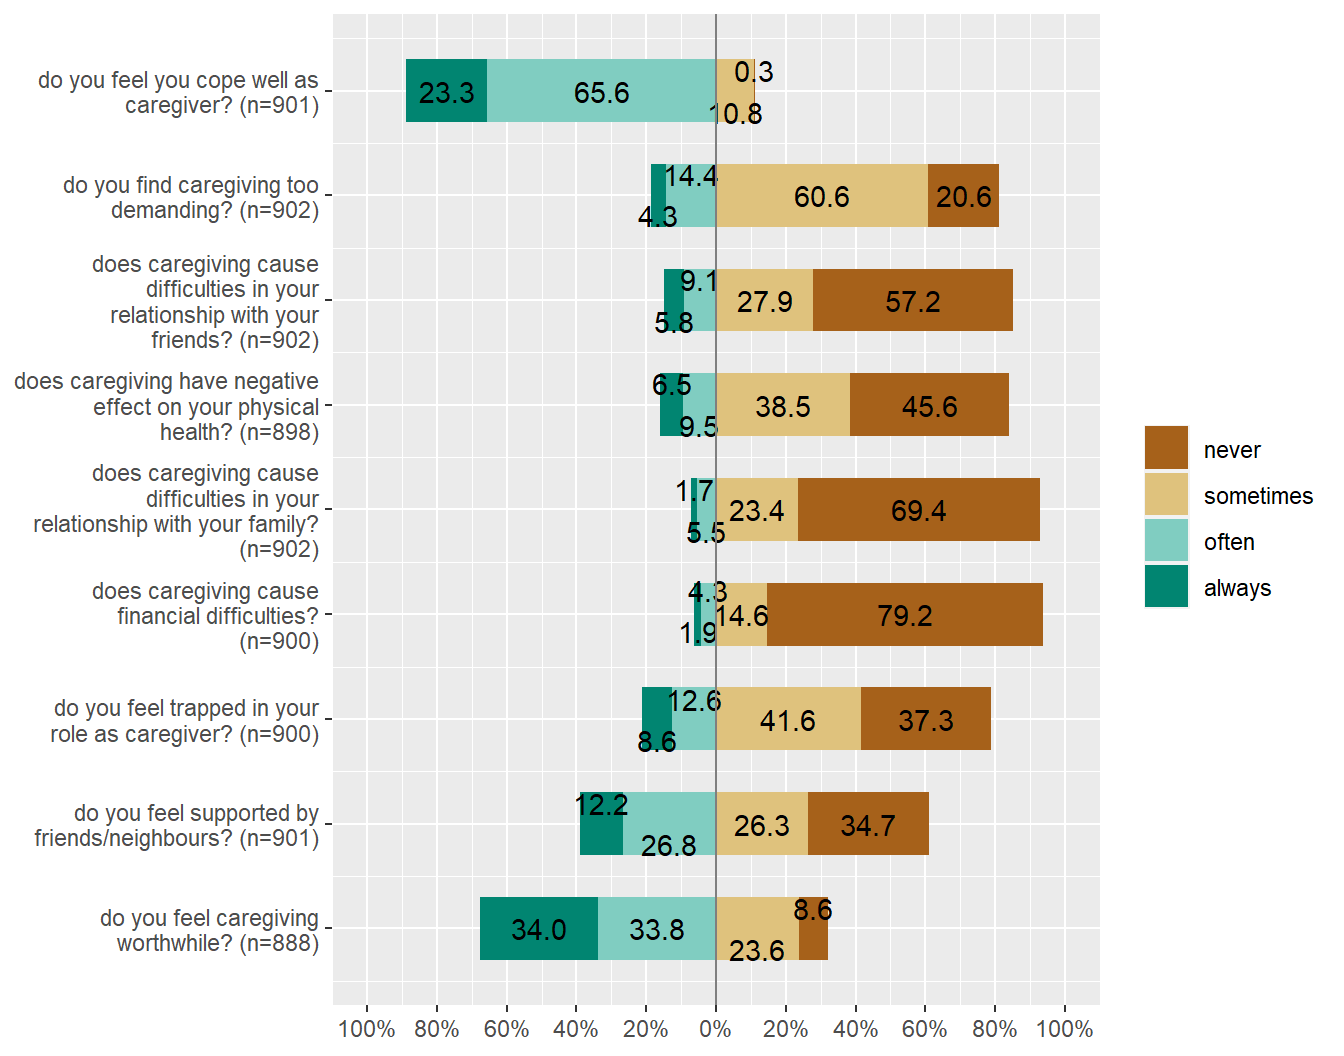 do you feel you cope well as
caregiver? (n=901)
23.3
65.6
0.3
10.8
do you find caregiving too
demanding? (n=902)
4.3
14.4
60.6
20.6
does caregiving cause
difficulties in your
relationship with your
friends? (n=902)
5.8
9.1
27.9
57.2
does caregiving have negative
effect on your physical
health? (n=898)
6.5
9.5
38.5
45.6
does caregiving cause
difficulties in your
relationship with your family?
(n=902)
1.7
5.5
23.4
69.4
does caregiving cause
financial difficulties?
(n=900)
1.9
4.3
14.6
79.2
do you feel trapped in your
role as caregiver? (n=900)
8.6
12.6
41.6
37.3
do you feel supported by
friends/neighbours? (n=901)
12.2
26.8
26.3
34.7
do you feel caregiving
worthwhile? (n=888)
34.0
33.8
23.6
8.6
100% 80% 60% 40% 20% 0% 20% 40% 60% 80% 100%
never
sometimes
often
always